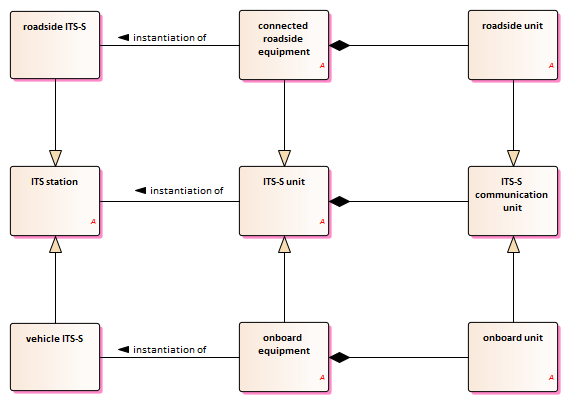 roadside ITS-S
instantiation of
connected
roadside
equipment
A
roadside unit
A
ITS station
A
instantiation of
ITS-S unit
A
ITS-S
communication
unit
vehicle ITS-S
instantiation of
onboard
equipment
A
onboard unit
A